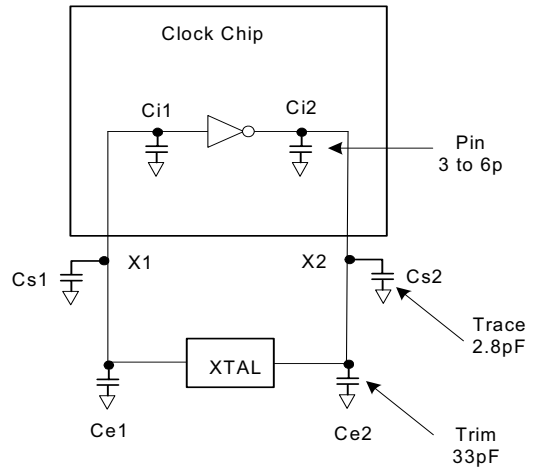 Clock Chip
Ci1
Ci2
Pin
3 to 6p
X1
X2
Cs1
Cs2
Trace
2.8pF
XTAL
Ce1
Ce2
Trim
33pF